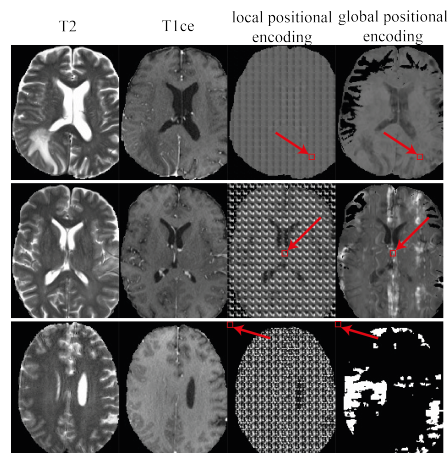 T2
T1ce
local positional encoding
global positional encoding